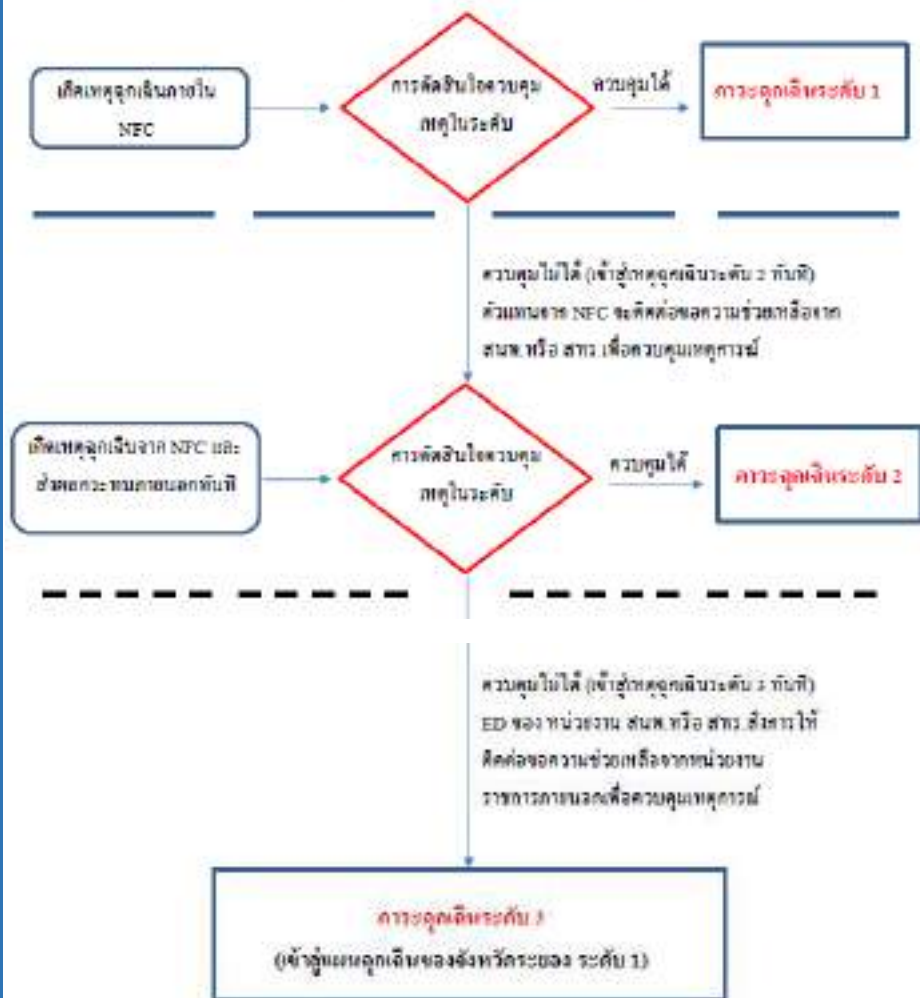 เกิดเหตุฉุกเฉินภายใน
NFC
การตัดสินใจควบคุม
เหตุในระดับ
ควบคุมได้
ภาวะฉุกเฉินระดับ 1
ควบคุมไม่ได้ (เข้าสู่เหตุฉุกเฉินระดับ 2 ทันที)
ตัวแทนจาก NFC จะติดต่อขอความช่วยเหลือจาก
สนพ.หรือ สทร.เพื่อควบคุมเหตุการณ์
เกิดเหตุฉุกเฉินจาก NFC และ
ส่งผลกระทบภายนอกทันที
การตัดสินใจควบคุม
เหตุในระดับ
ควบคุมได้
ภาวะฉุกเฉินระดับ 2
ควบคุมไม่ได้ (เข้าสู่เหตุฉุกเฉินระดับ 3 ทันที)
ED ของ หน่วยงาน สนพ.หรือ สทร.สั่งการให้
ติดต่อขอความช่วยเหลือจากหน่วยงาน
ราชการภายนอกเพื่อควบคุมเหตุการณ์
ภาวะฉุกเฉินระดับ 3
(เข้าสู่แผนฉุกเฉินของจังหวัดระยอง ระดับ 1)